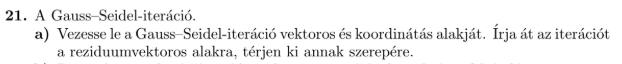 21. A Gauss–Seidel-iteráció.
a) Vezesse le a Gauss–Seidel-iteráció vektoros és koordinátás alakját. Írja át az iterációt
a reziduumvektoros alakra, térjen ki annak szerepére.